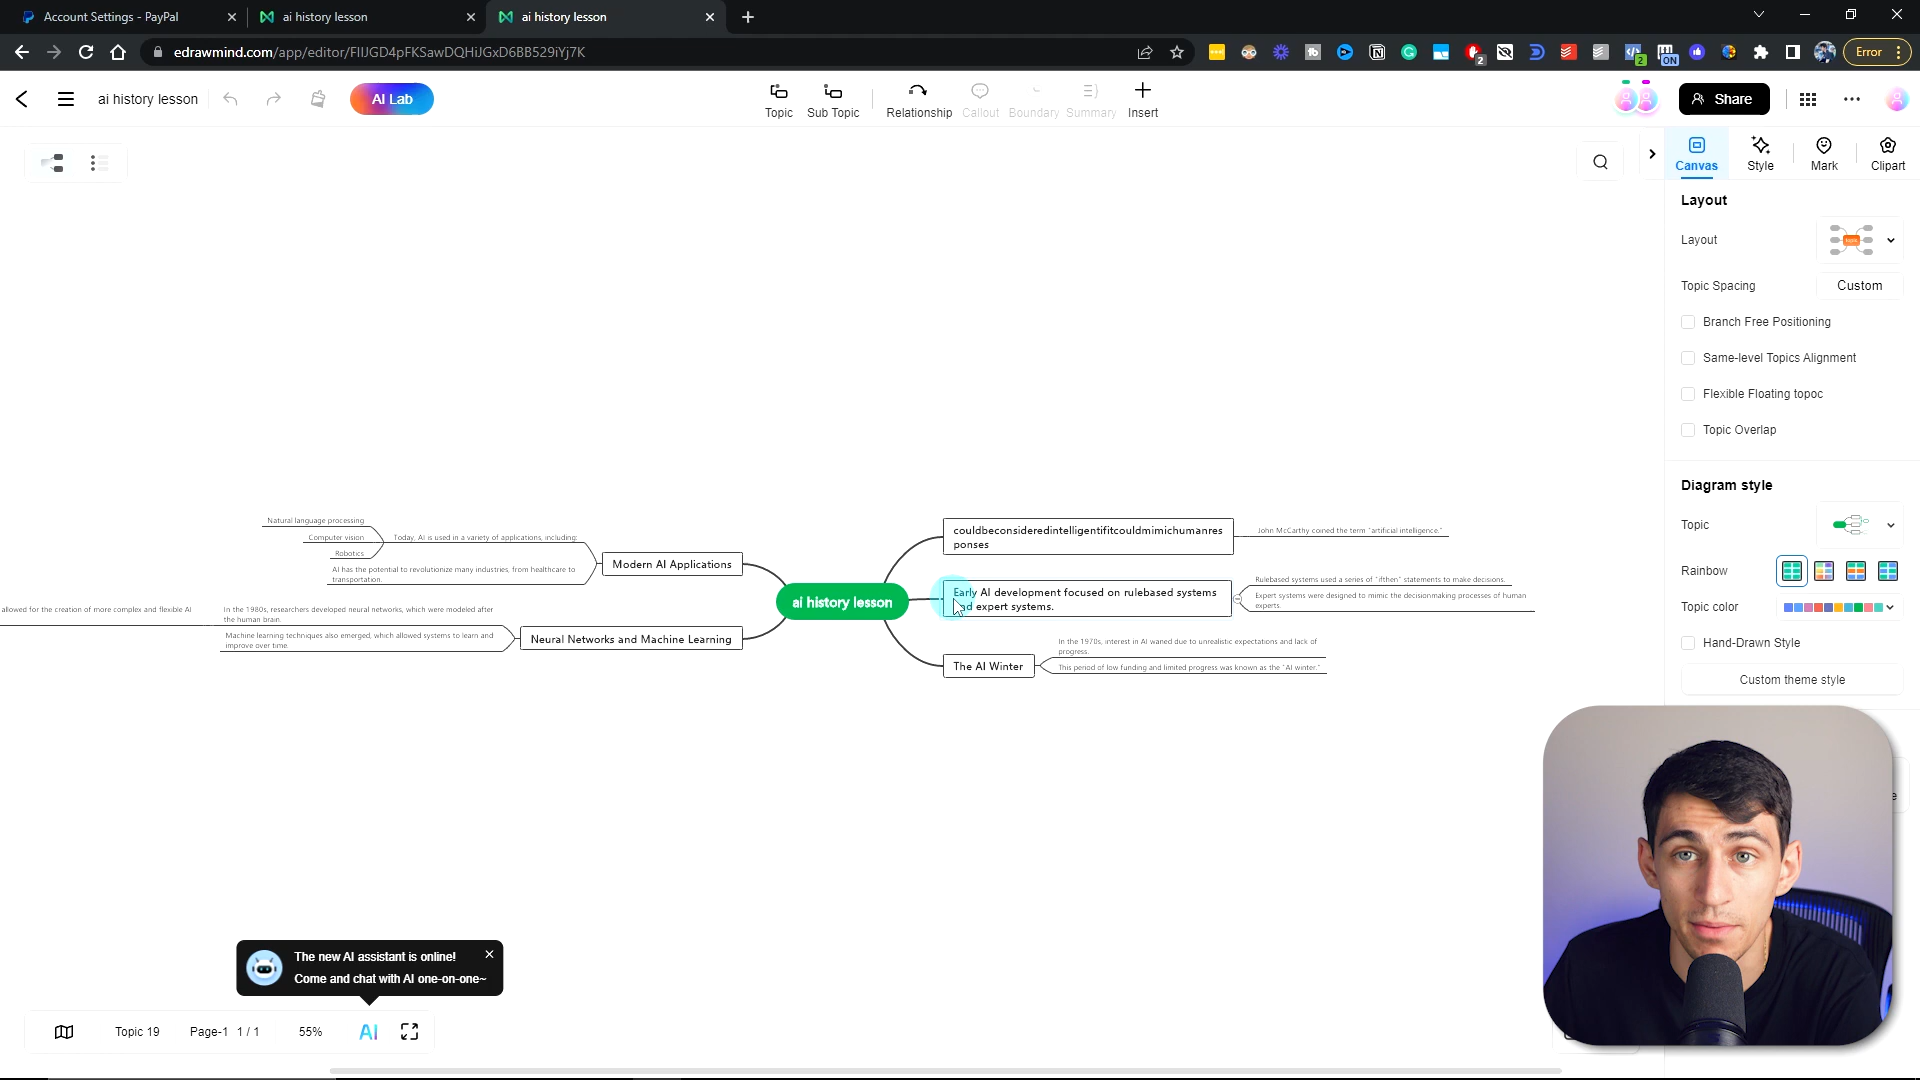 Account Settings - PayPal
ai history lesson
ai history lesson
edrawmind.com/app/editor/FIIJGD4pFKSawDQHiJGxD6BB529iYj7K
2
2
ON
Error
ai history lesson
AI Lab
Topic
Sub Topic
Relationship
Callout
Boundary
Summary
Insert
Share
Canvas
Style
Mark
Clipart
Layout
Layout
Topic Spacing
Custom
Branch Free Positioning
Same-level Topics Alignment
Flexible Floating topoc
Topic Overlap
Diagram style
Topic
Rainbow
Topic color
Hand-Drawn Style
Custom theme style
Natural language processing
Computer vision
Robotics
Today, AI is used in a variety of applications, including:
AI has the potential to revolutionize many industries, from healthcare to
transportation.
Modern AI Applications
allowed for the creation of more complex and flexible AI
In the 1980s, researchers developed neural networks, which were modeled after
the human brain.
Machine learning techniques also emerged, which allowed systems to learn and
improve over time.
Neural Networks and Machine Learning
ai history lesson
couldbeconsideredintelligentifitcouldmimichumanres
ponses
John McCarthy coined the term "artificial intelligence."
Early AI development focused on rulebased systems
and expert systems.
Rulebased systems used a series of "ifthen" statements to make decisions.
Expert systems were designed to mimic the decisionmaking processes of human
experts.
The AI Winter
In the 1970s, interest in AI waned due to unrealistic expectations and lack of
progress.
This period of low funding and limited progress was known as the "AI winter."
The new AI assistant is online!
Come and chat with AI one-on-one~
Topic 19
Page-1
1 / 1
55%
AI